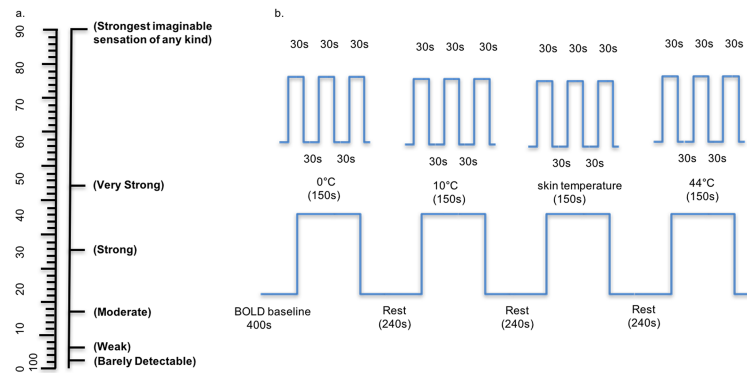 a.
90
80
70
60
50
40
30
20
10
0
100
(Strongest imaginable
sensation of any kind)
(Very Strong)
(Strong)
(Moderate)
(Weak)
(Barely Detectable)
b.
30s 30s 30s
30s 30s
0°C
(150s)
30s 30s 30s
30s 30s
10°C
(150s)
30s 30s 30s
30s 30s
skin temperature
(150s)
30s 30s 30s
30s 30s
44°C
(150s)
BOLD baseline
400s
Rest
(240s)
Rest
(240s)
Rest
(240s)